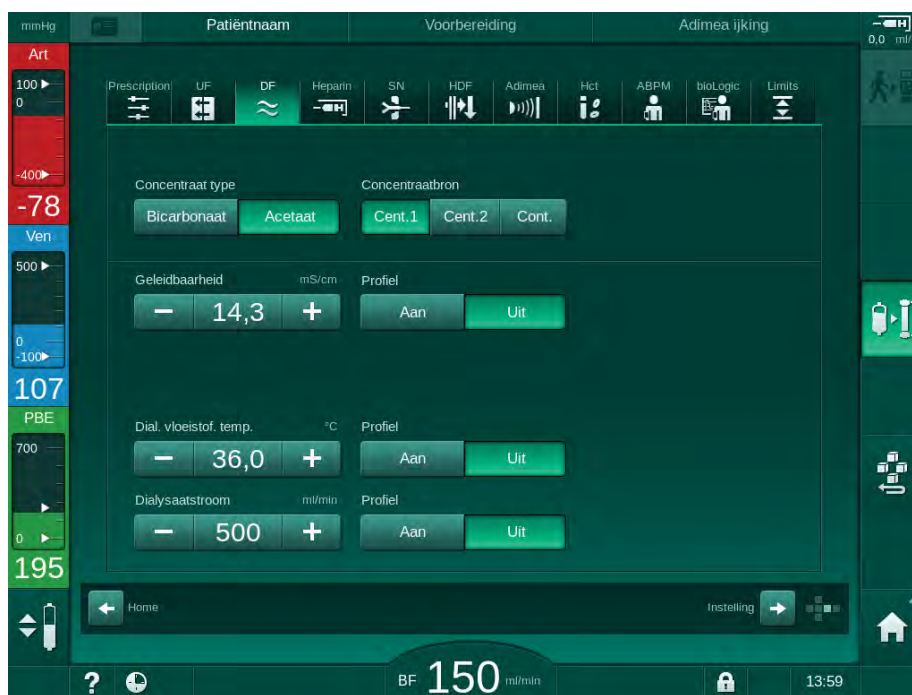 mmHg Patiëntnaam Voorbereiding Adimea ijking
0,0 ml/
Art
100
0
-400
-78
Ven
500
0
-100
107
PBE
700
0
195
Prescription UF DF Heparin SN HDF Adimea Hct ABPM bioLogic Limits
Concentraat type Concentraatbron
Bicarbonaat Acetaat Cent.1 Cent.2 Cont.
Geleidbaarheid mS/cm Profiel
− 14,3 + Aan Uit
Dial. vloeistof. temp. °C Profiel
− 36,0 + Aan Uit
Dialysaatstroom ml/min Profiel
− 500 + Aan Uit
Home Instelling
? BF 150 ml/min 13:59